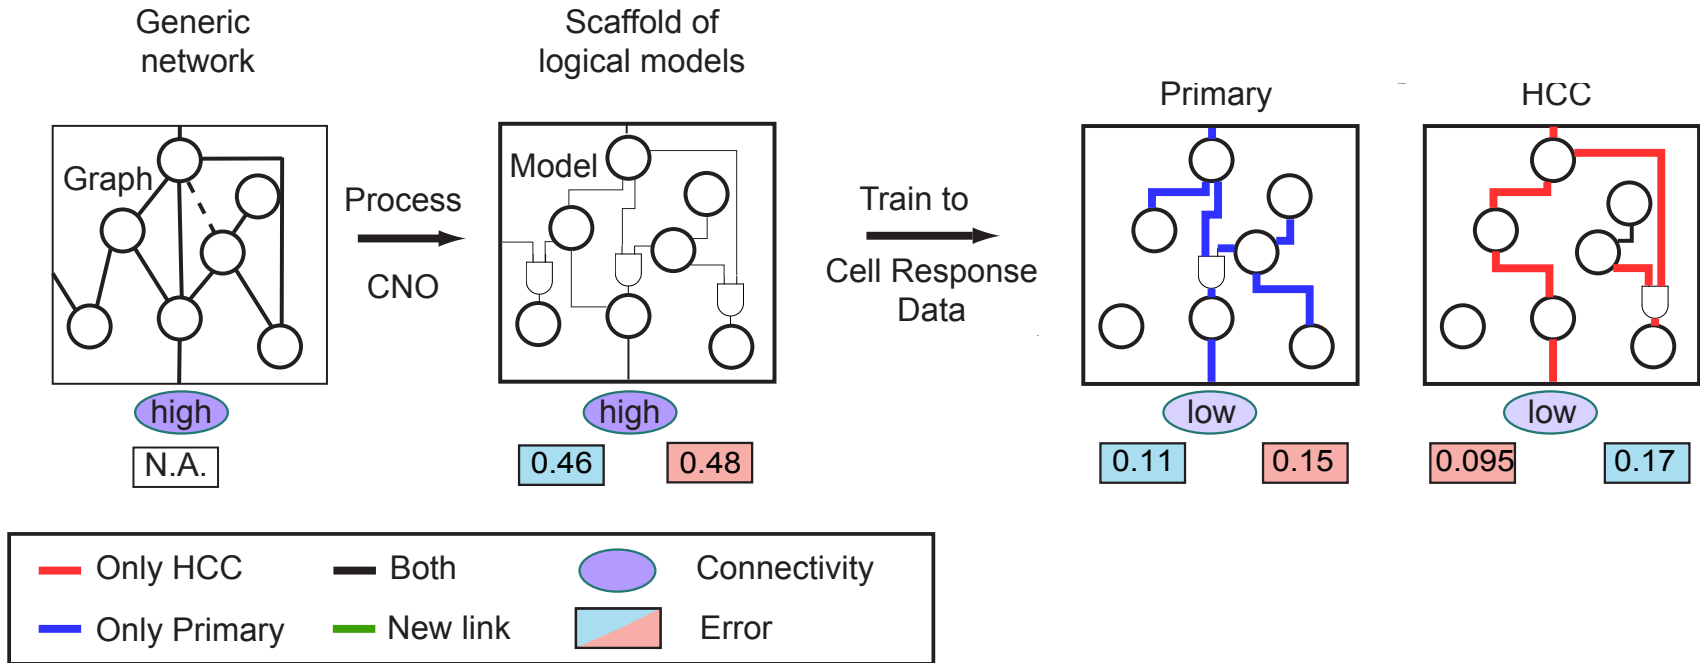 Generic
network
Scaffold of
logical models
Primary
HCC
Graph
Model
Process
CNO
Train to
Cell Response
Data
high
high
low
low
N.A.
0.46
0.48
0.11
0.15
0.095
0.17
Only HCC
Both
Connectivity
Only Primary
New link
Error